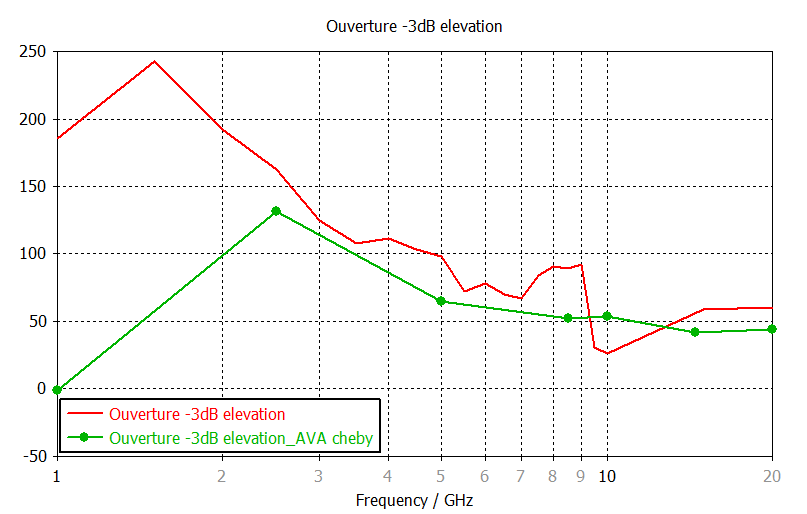 Ouverture -3dB elevation
250
200
150
100
50
0
-50
Ouverture -3dB elevation
Ouverture -3dB elevation_AVA cheby
1 2 3 4 5 6 7 8 9 10 20
Frequency / GHz